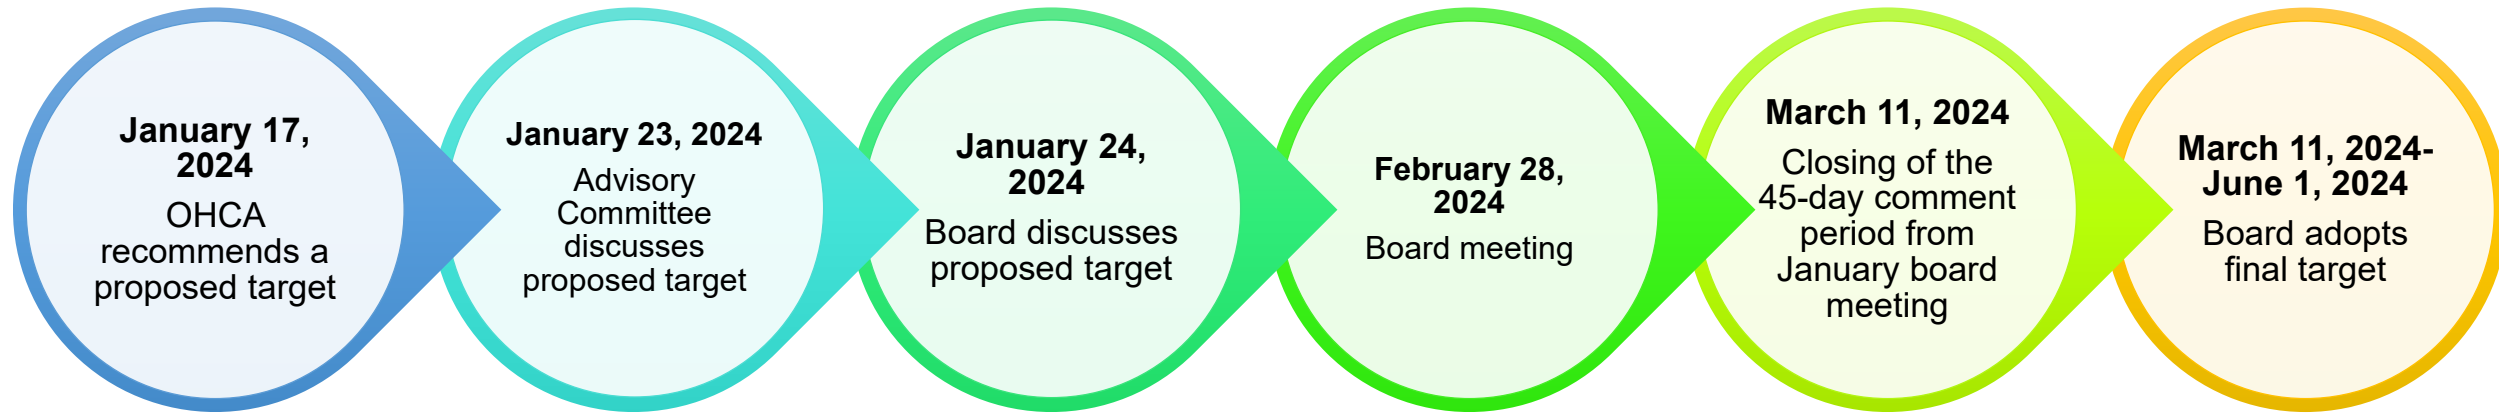 January 17,
2024
OHCA
recommends a
proposed target
January 23, 2024
Advisory
Committee
discusses
proposed target
January 24,
2024
Board discusses
proposed target
February 28,
2024
Board meeting
March 11, 2024
Closing of the
45-day comment
period from
January board
meeting
March 11, 2024-
June 1, 2024
Board adopts
final target